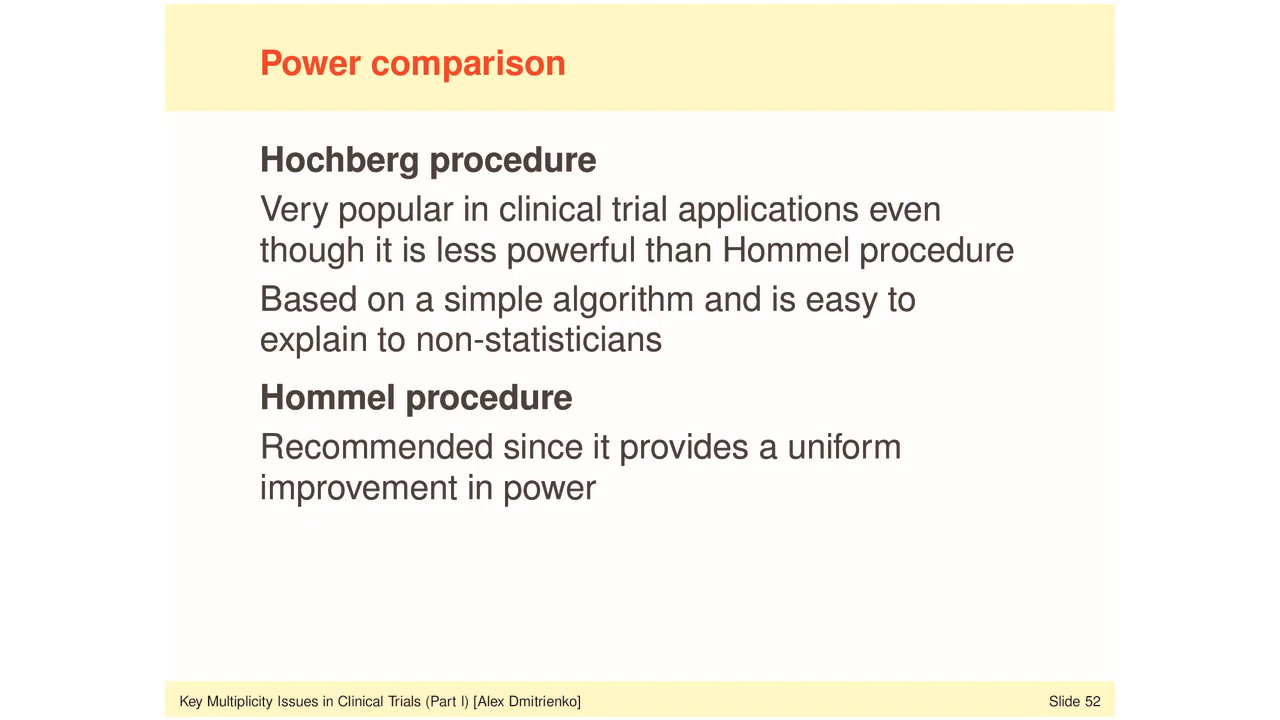 Power comparison
Hochberg procedure
Very popular in clinical trial applications even
though it is less powerful than Hommel procedure
Based on a simple algorithm and is easy to
explain to non-statisticians
Hommel procedure
Recommended since it provides a uniform
improvement in power
Key Multiplicity Issues in Clinical Trials (Part I) [Alex Dmitrienko]
Slide 52